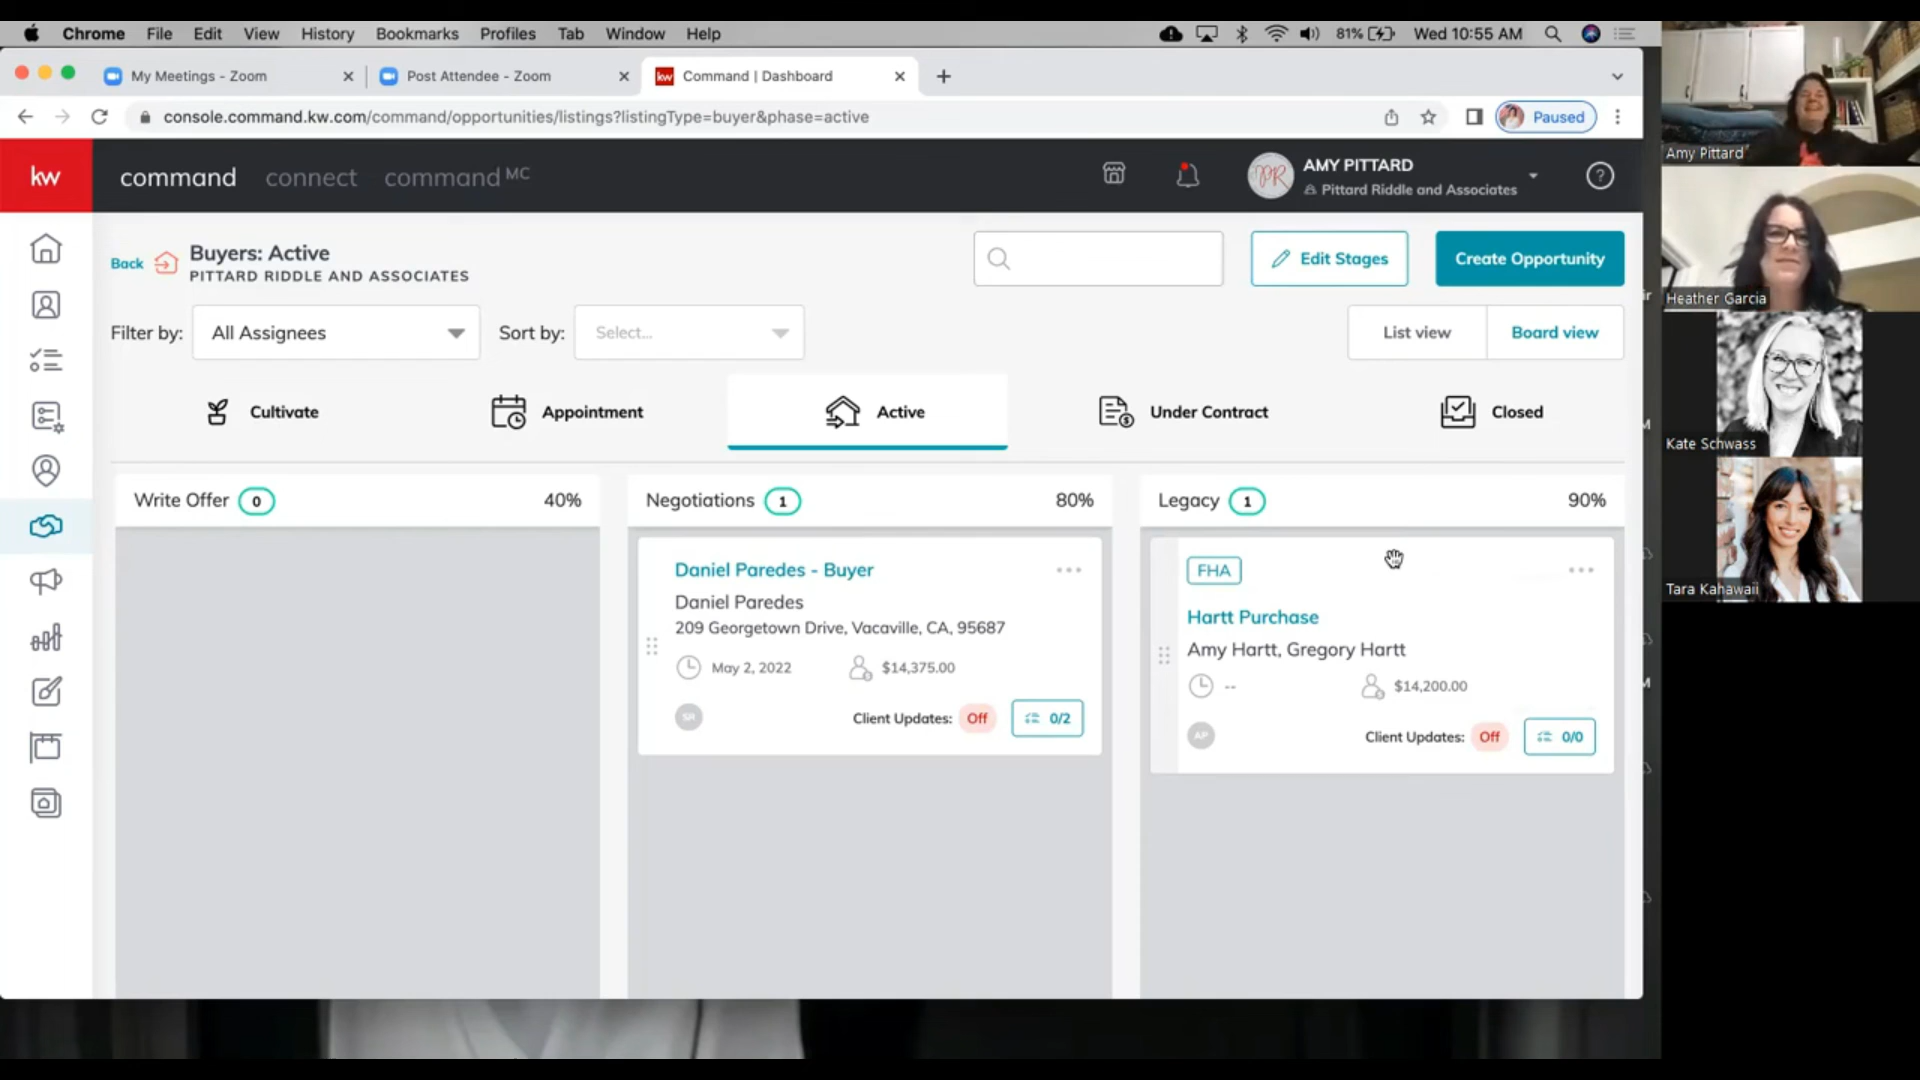 Chrome File Edit View History Bookmarks Profiles Tab Window Help 81% Wed 10:55 AM
My Meetings - Zoom Post Attendee - Zoom kw Command | Dashboard
console.command.kw.com/command/opportunities/listings?listingType=buyer&phase=active Paused
kw command connect command MC PR AMY PITTARD
Pittard Riddle and Associates
Back Buyers: Active
PITTARD RIDDLE AND ASSOCIATES
Edit Stages Create Opportunity
Filter by: All Assignees Sort by: Select... List view Board view
Cultivate Appointment Active Under Contract Closed
Write Offer 0 40% Negotiations 1 80% Legacy 1 90%
Daniel Paredes - Buyer
Daniel Paredes
209 Georgetown Drive, Vacaville, CA, 95687
May 2, 2022 $14,375.00
SR Client Updates: Off 0/2
FHA
Hartt Purchase
Amy Hartt, Gregory Hartt
-- $14,200.00
AP Client Updates: Off 0/0
Amy Pittard
Heather Garcia
Kate Schwass
Tara Kahawaii